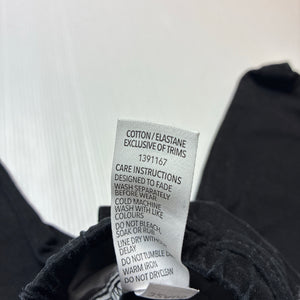 COTTON / ELASTANE
EXCLUSIVE OF TRIMS
1391167
CARE INSTRUCTIONS
DESIGNED TO FADE
WASH SEPARATELY
BEFORE WEAR
COLD MACHINE
WASH WITH LIKE
COLOURS
DO NOT BLEACH,
SOAK OR RUB
LINE DRY WITHOUT
DELAY
DO NOT TUMBLE D
WARM IRON
DO NOT DRYCLEAN